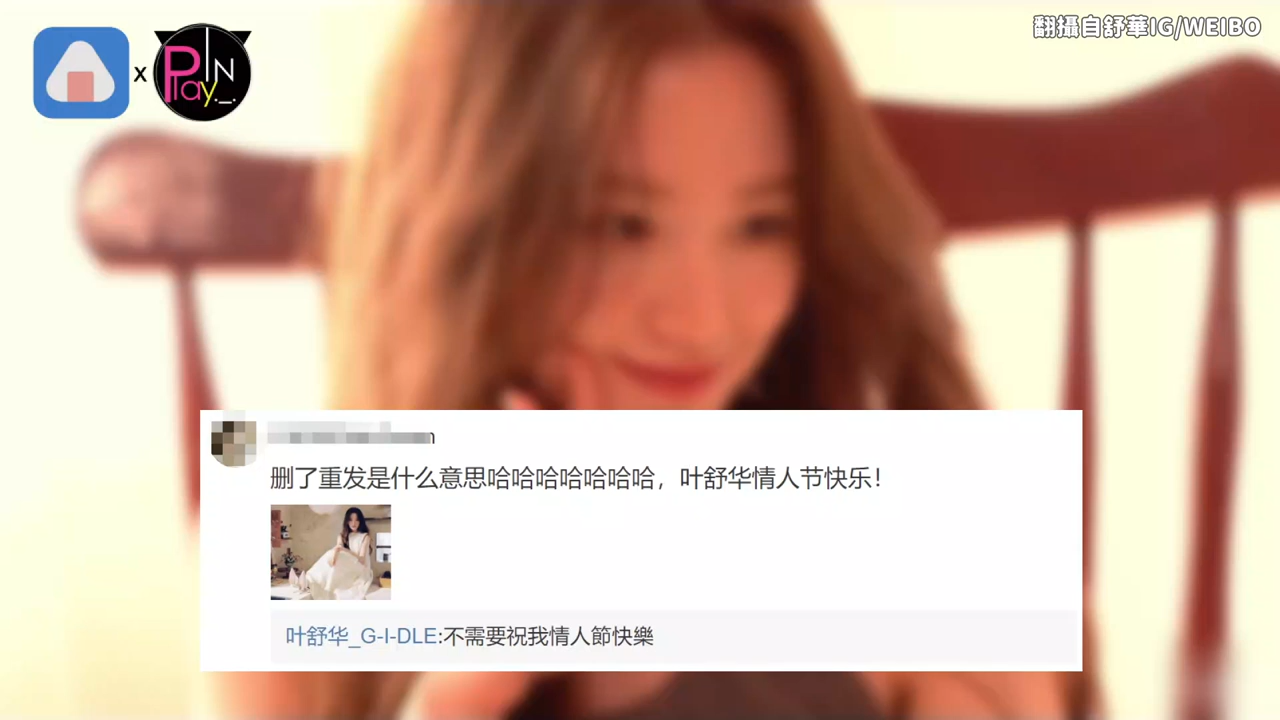 翻攝自舒華IG/WEIBO
x
PIN
Play._.
删了重发是什么意思哈哈哈哈哈哈哈，叶舒华情人节快乐！
叶舒华_G-I-DLE:不需要祝我情人節快樂